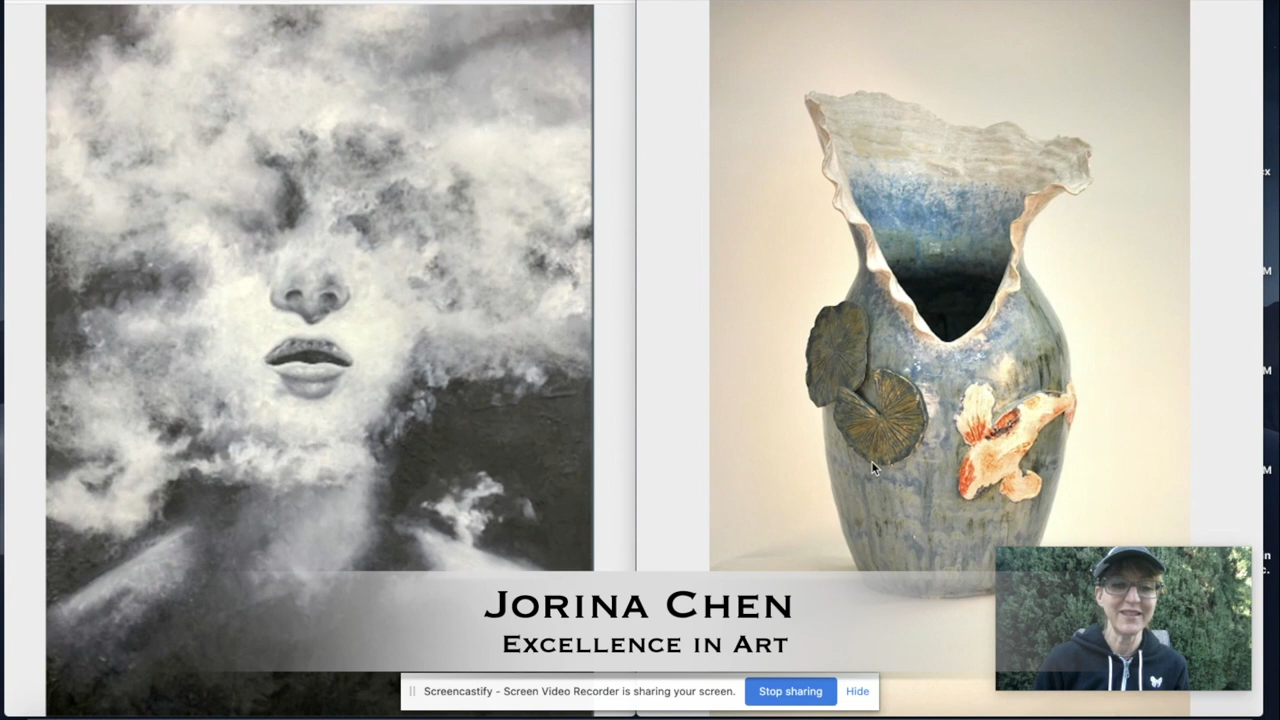 Jorina Chen
Excellence in Art
Screencastify - Screen Video Recorder is sharing your screen.
Stop sharing
Hide